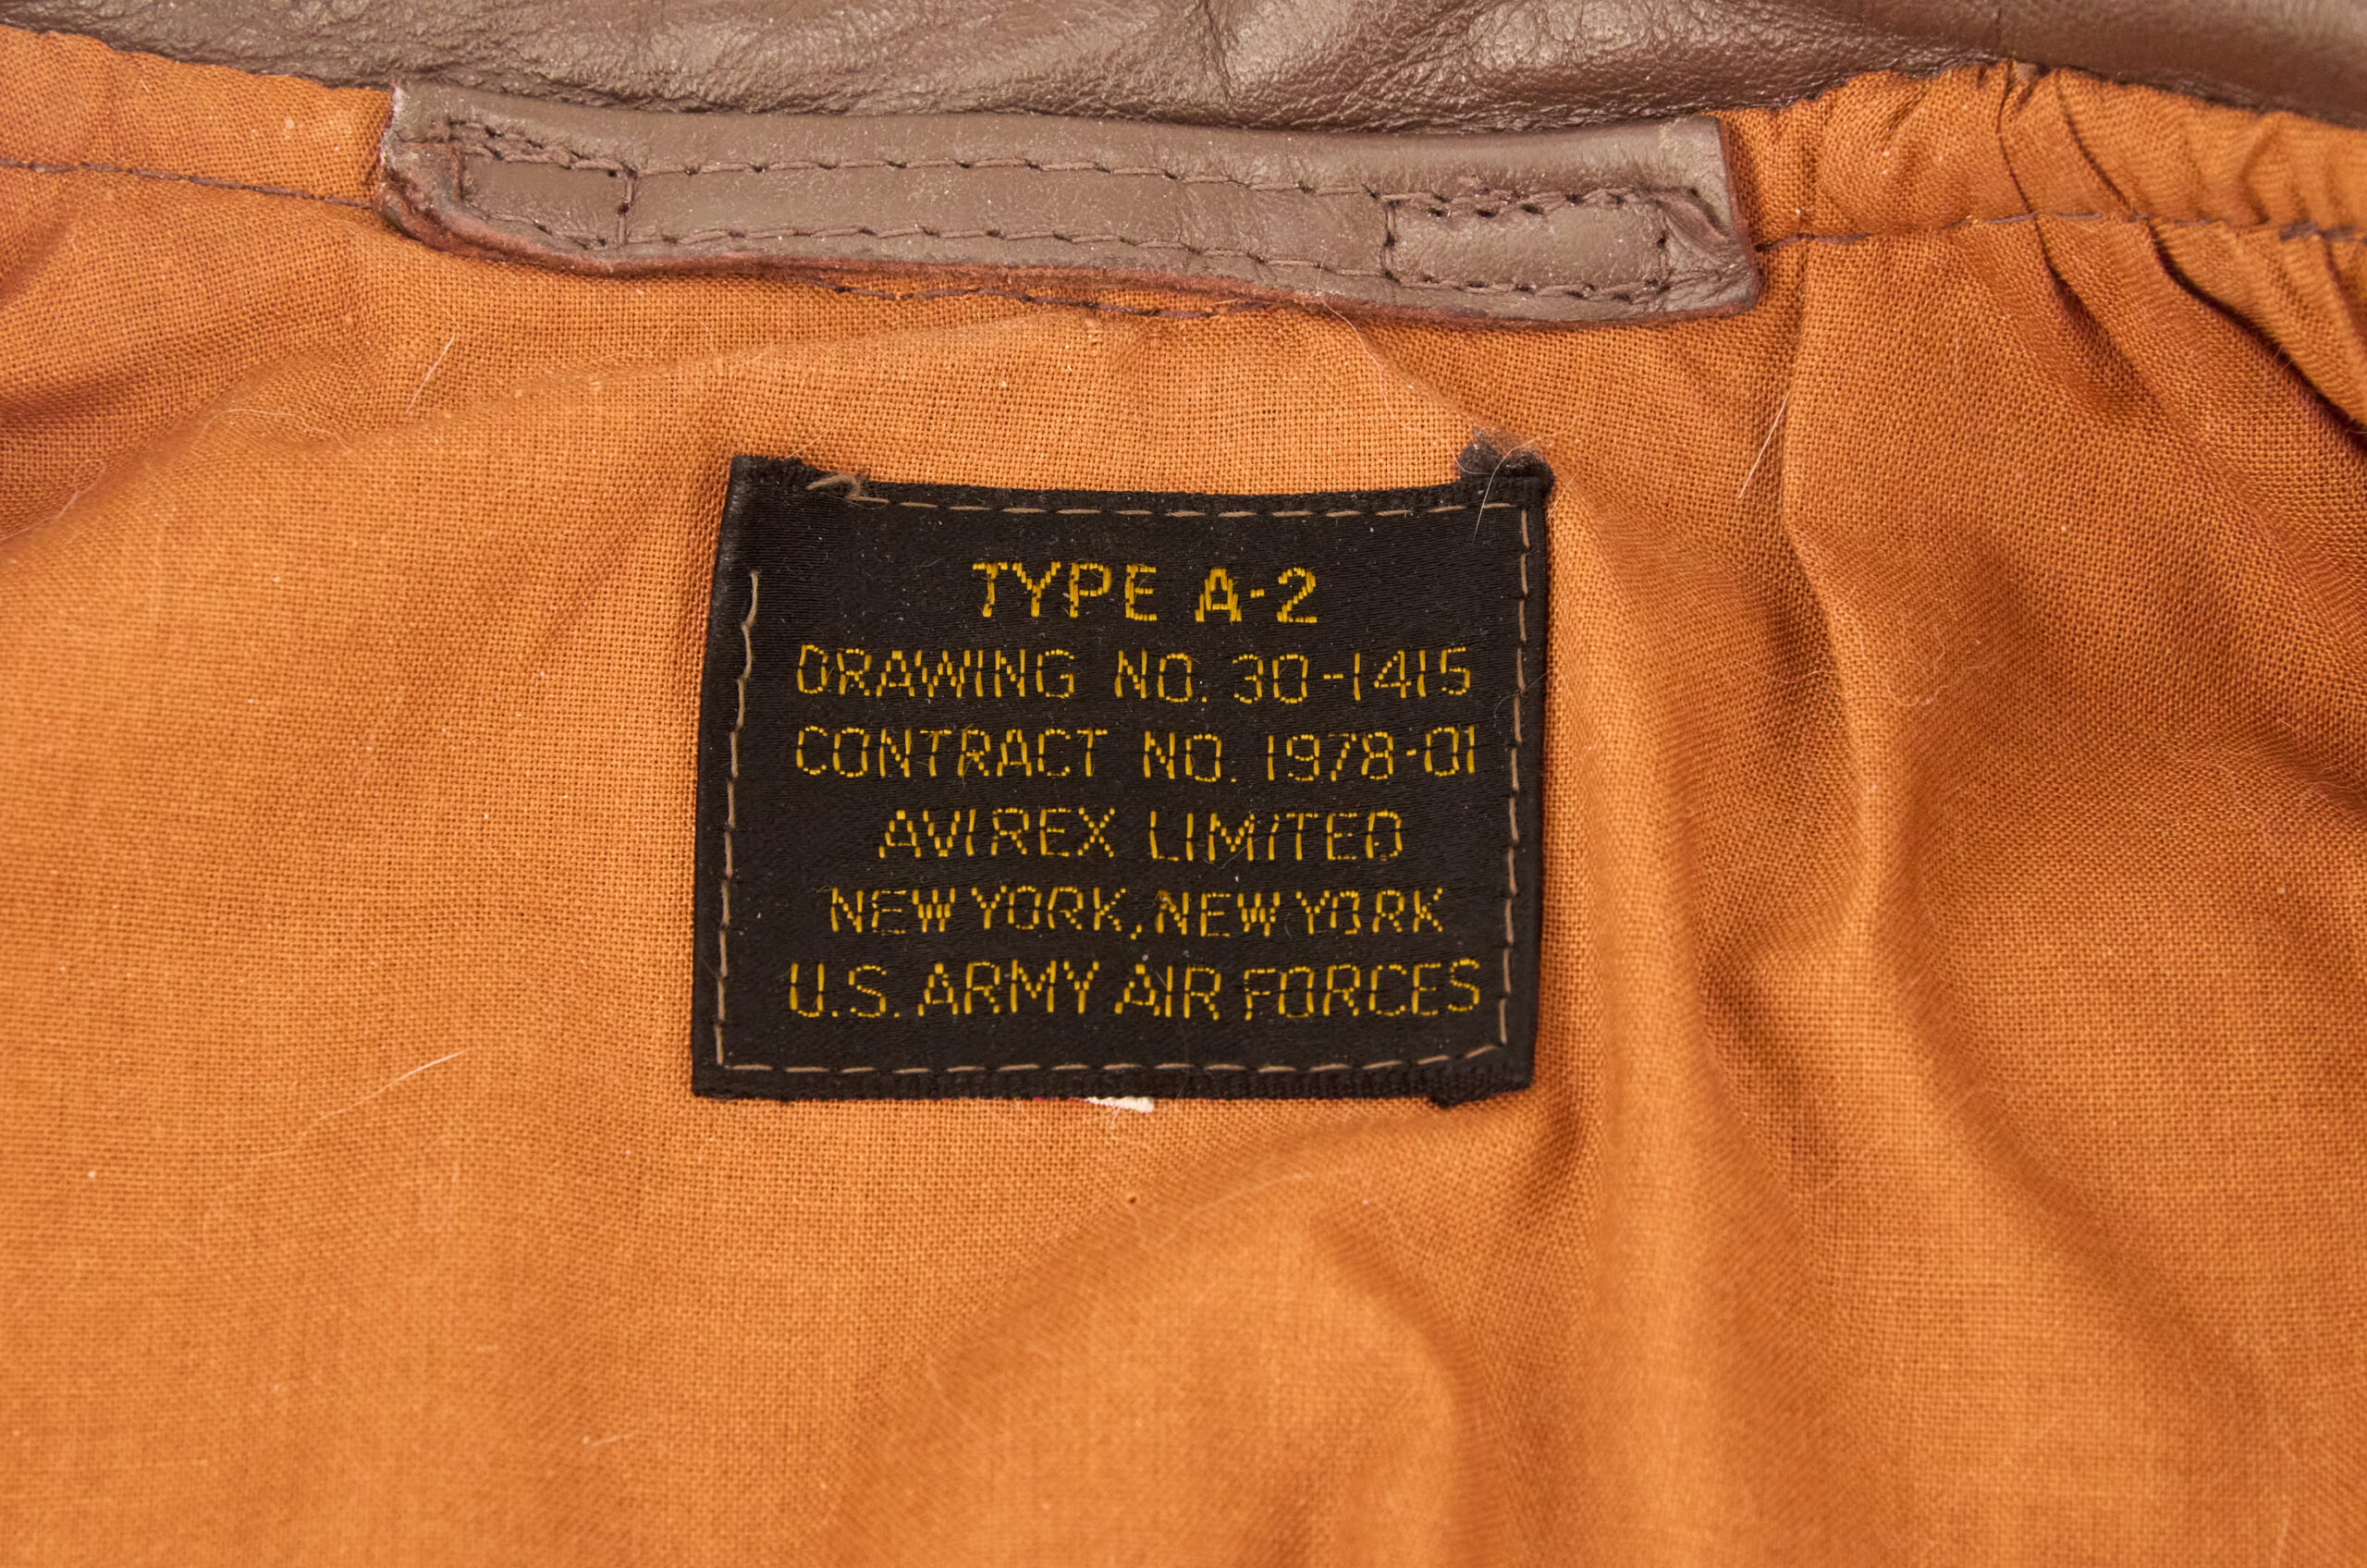 TYPE A-2
DRAWING NO. 30-1415
CONTRACT NO. 1978-01
AVIREX LIMITED
NEW YORK, NEW YORK
U.S. ARMY AIR FORCES